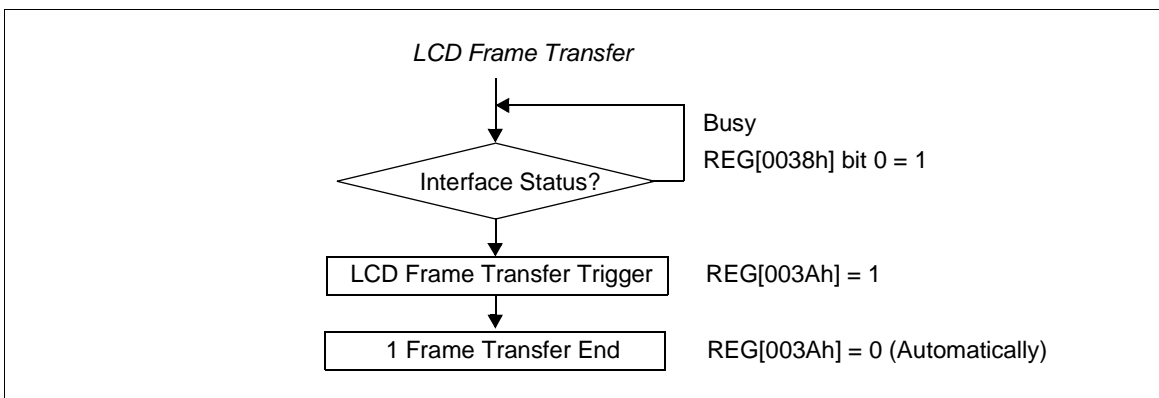 LCD Frame Transfer
Busy
REG[0038h] bit 0 = 1
Interface Status?
LCD Frame Transfer Trigger
REG[003Ah] = 1
1 Frame Transfer End
REG[003Ah] = 0 (Automatically)